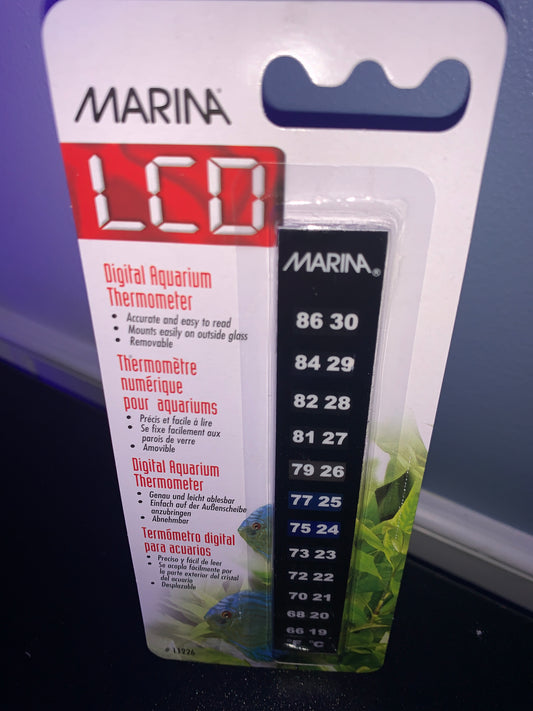 MARINA®
LCD
Digital Aquarium
Thermometer
• Accurate and easy to read
• Mounts easily on outside glass
• Removable
Thermomètre
numérique
pour aquariums
• Précis et facile à lire
• Se fixe facilement aux
parois de verre
• Amovible
Digital Aquarium
Thermometer
• Genau und leicht ablesbar
• Einfach auf der Außenscheibe
anzubringen
• Abnehmbar
Termómetro digital
para acuarios
• Preciso y fácil de leer
• Se acopla fácilmente por
la parte exterior del cristal
del acuario
• Desplazable
# 11226
MARINA®
86 30
84 29
82 28
81 27
79 26
77 25
75 24
73 23
72 22
70 21
68 20
66 19
°F °C